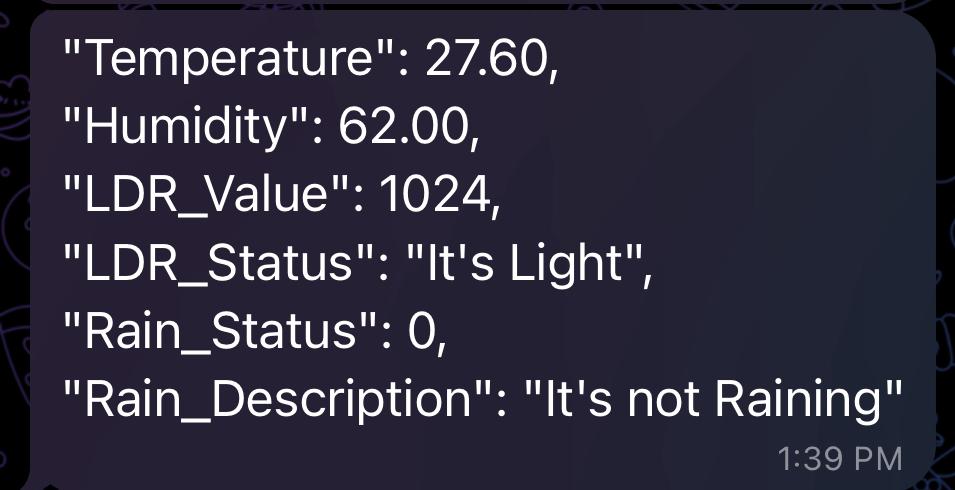 "Temperature": 27.60,
"Humidity": 62.00,
"LDR_Value": 1024,
"LDR_Status": "It's Light",
"Rain_Status": 0,
"Rain_Description": "It's not Raining"
1:39 PM